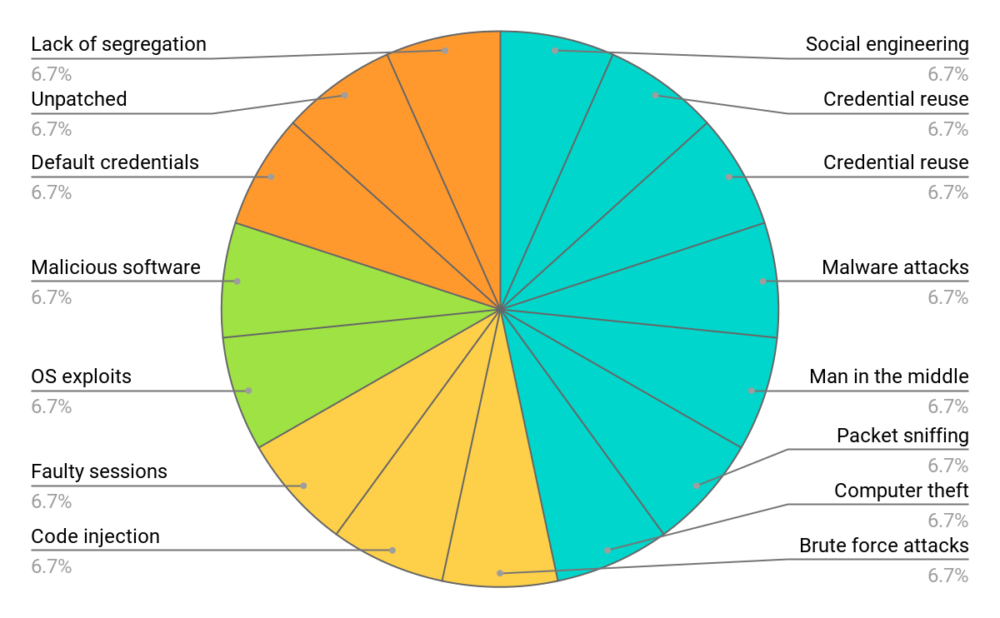 Lack of segregation
6.7%
Unpatched
6.7%
Default credentials
6.7%
Malicious software
6.7%
OS exploits
6.7%
Faulty sessions
6.7%
Code injection
6.7%
Social engineering
6.7%
Credential reuse
6.7%
Credential reuse
6.7%
Malware attacks
6.7%
Man in the middle
6.7%
Packet sniffing
6.7%
Computer theft
6.7%
Brute force attacks
6.7%